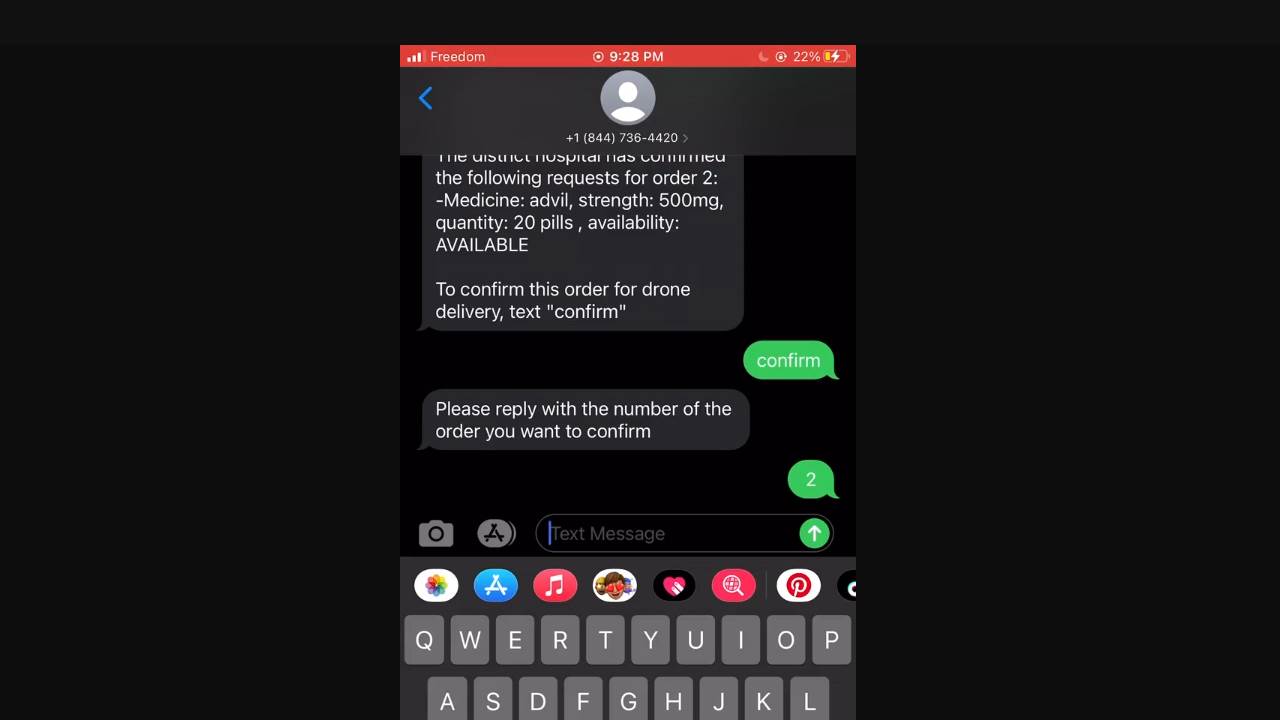 Freedom
9:28 PM
22%
+1 (844) 736-4420
The district hospital has confirmed
the following requests for order 2:
-Medicine: advil, strength: 500mg,
quantity: 20 pills , availability:
AVAILABLE
To confirm this order for drone
delivery, text "confirm"
confirm
Please reply with the number of the
order you want to confirm
2
Text Message
Q W E R T Y U I O P
A S D F G H J K L